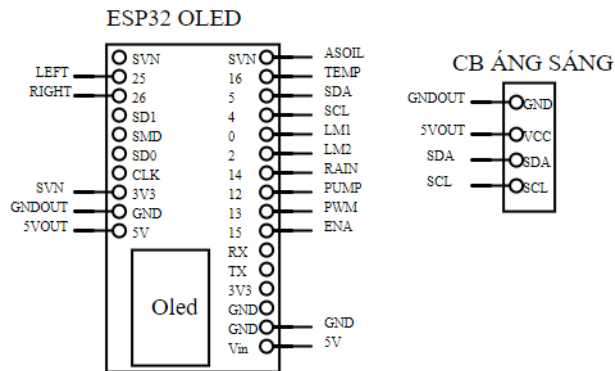 ESP32 OLED
SVN SVN ASOIL
LEFT 25 16 TEMP
RIGHT 26 5 SDA
SD1 4 SCL
SMD 0 LM1
SD0 2 LM2
CLK 14 RAIN
SVN 3V3 12 PUMP
GNDOUT GND 13 PWM
5VOUT 5V 15 ENA
RX
TX
3V3
GND
GND GND
Vin 5V
Oled
CB ÁNG SÁNG
GNDOUT GND
5VOUT VCC
SDA SDA
SCL SCL